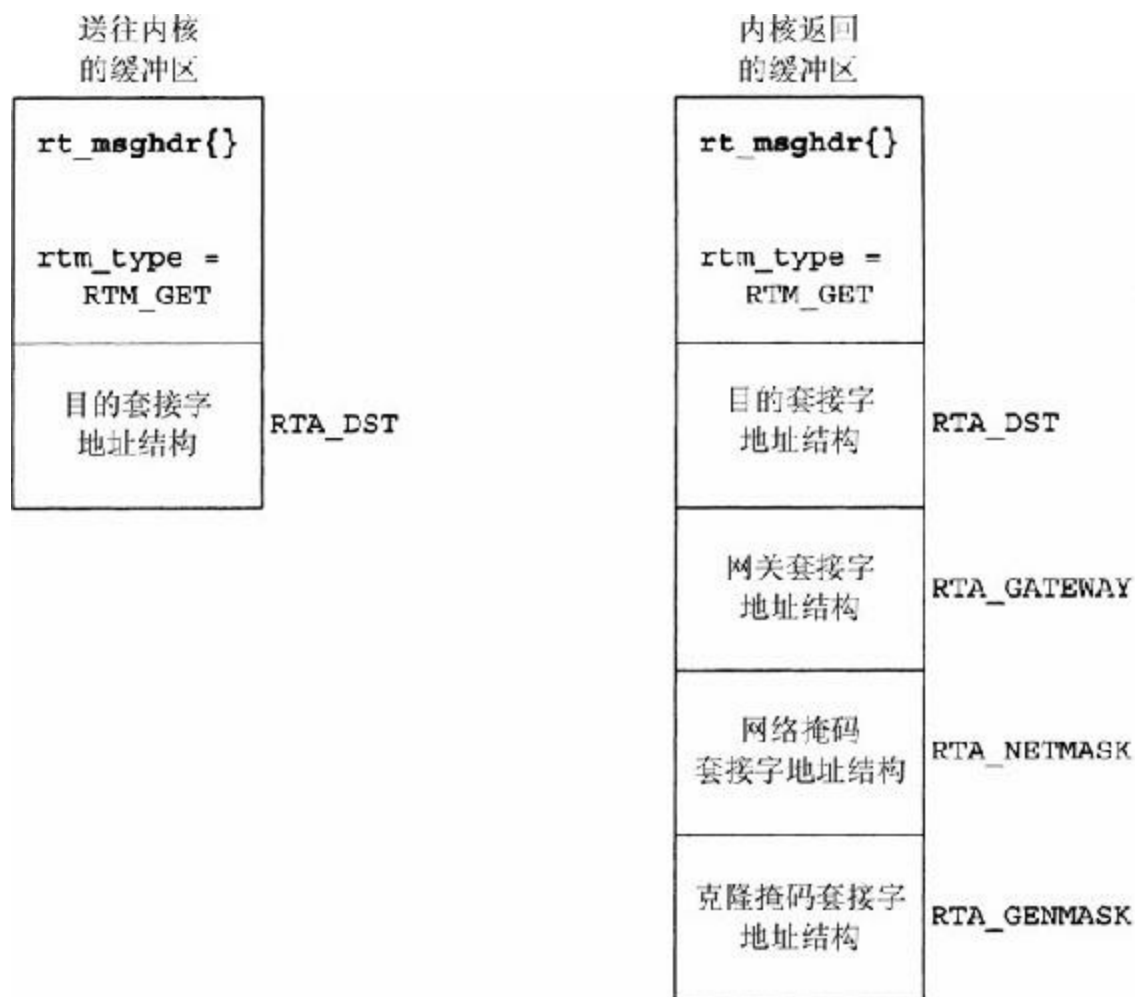 送往内核
的缓冲区
rt_msghdr{}
rtm_type =
RTM_GET
目的套接字
地址结构
RTA_DST
内核返回
的缓冲区
rt_msghdr{}
rtm_type =
RTM_GET
目的套接字
地址结构
RTA_DST
网关套接字
地址结构
RTA_GATEWAY
网络掩码
套接字地址结构
RTA_NETMASK
克隆掩码套接字
地址结构
RTA_GENMASK